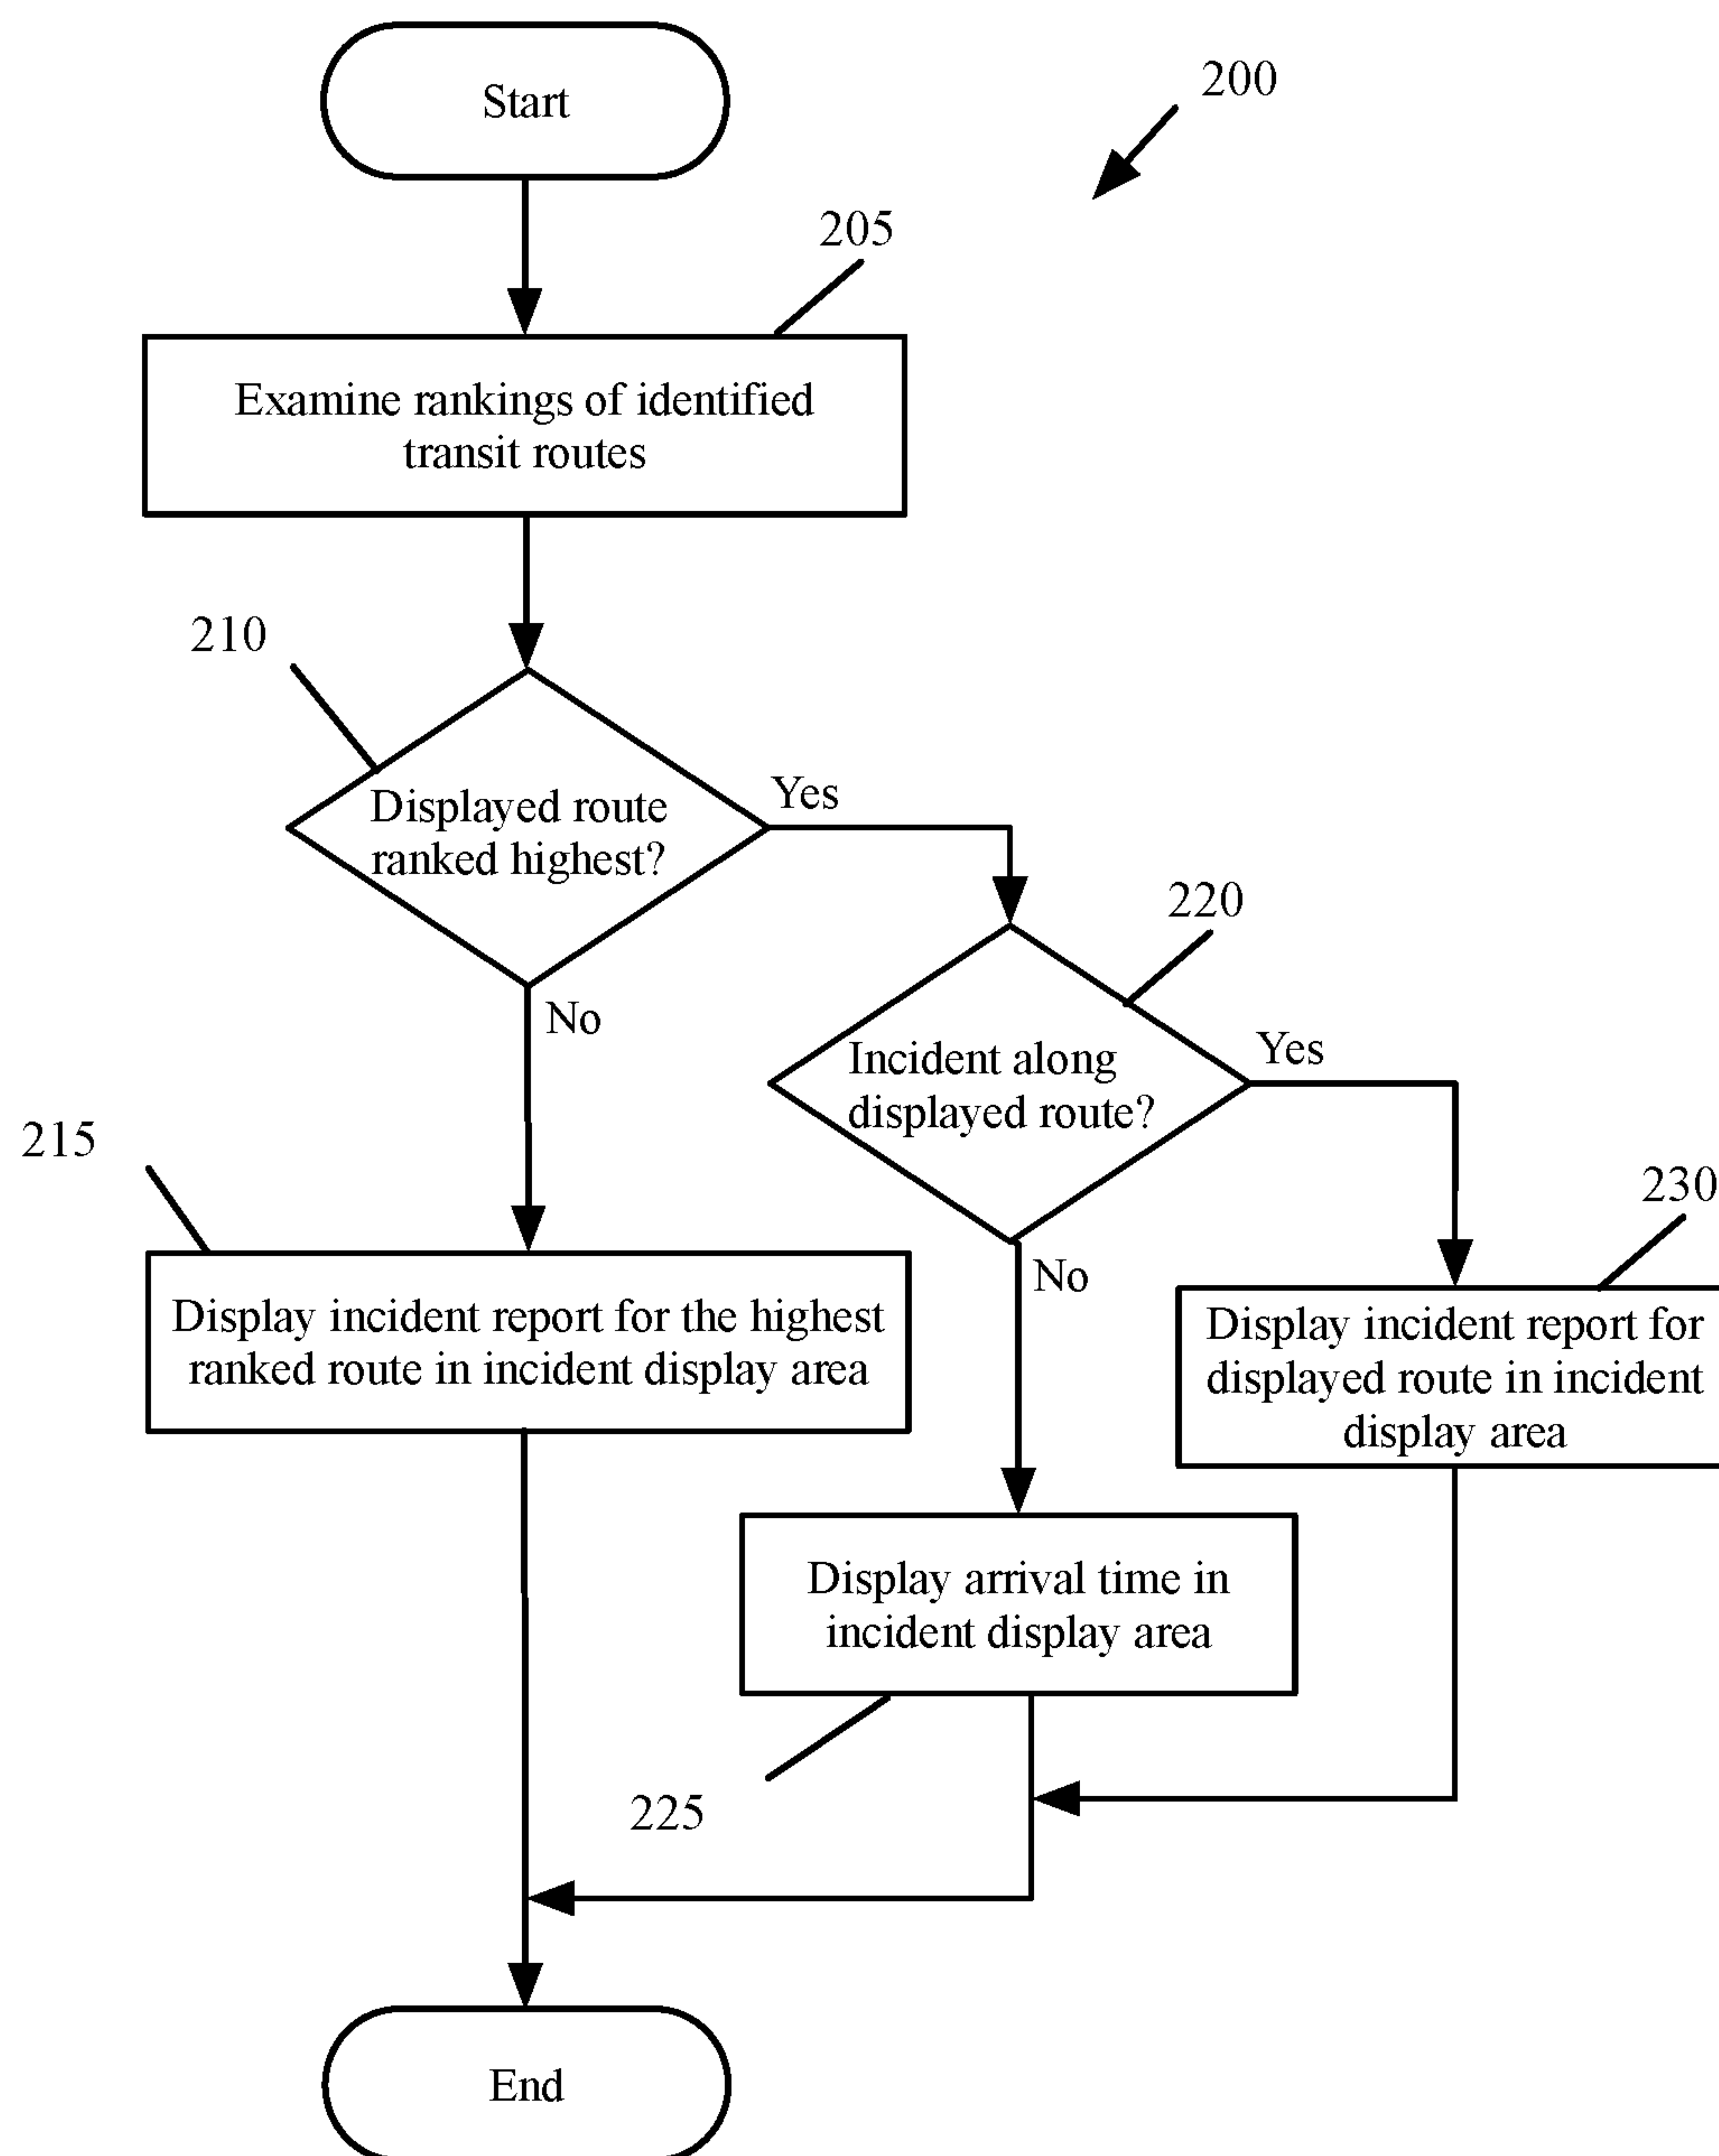 Start
200
205
Examine rankings of identified
transit routes
210
Displayed route
ranked highest?
Yes
No
220
Incident along
displayed route?
Yes
No
215
Display incident report for the highest
ranked route in incident display area
230
Display incident report for
displayed route in incident
display area
Display arrival time in
incident display area
225
End